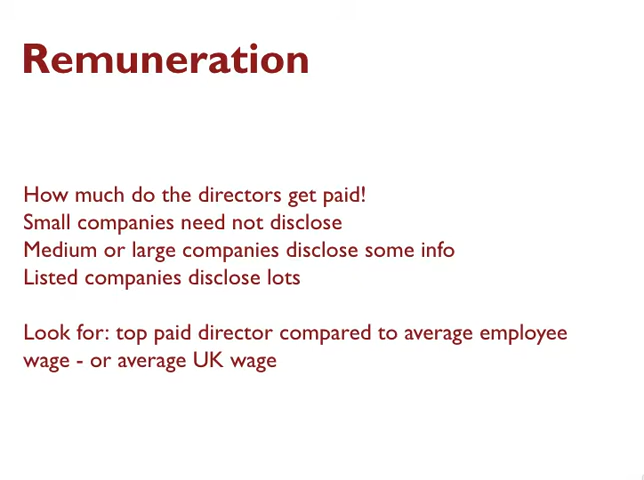 Remuneration
How much do the directors get paid!
Small companies need not disclose
Medium or large companies disclose some info
Listed companies disclose lots
Look for: top paid director compared to average employee
wage - or average UK wage